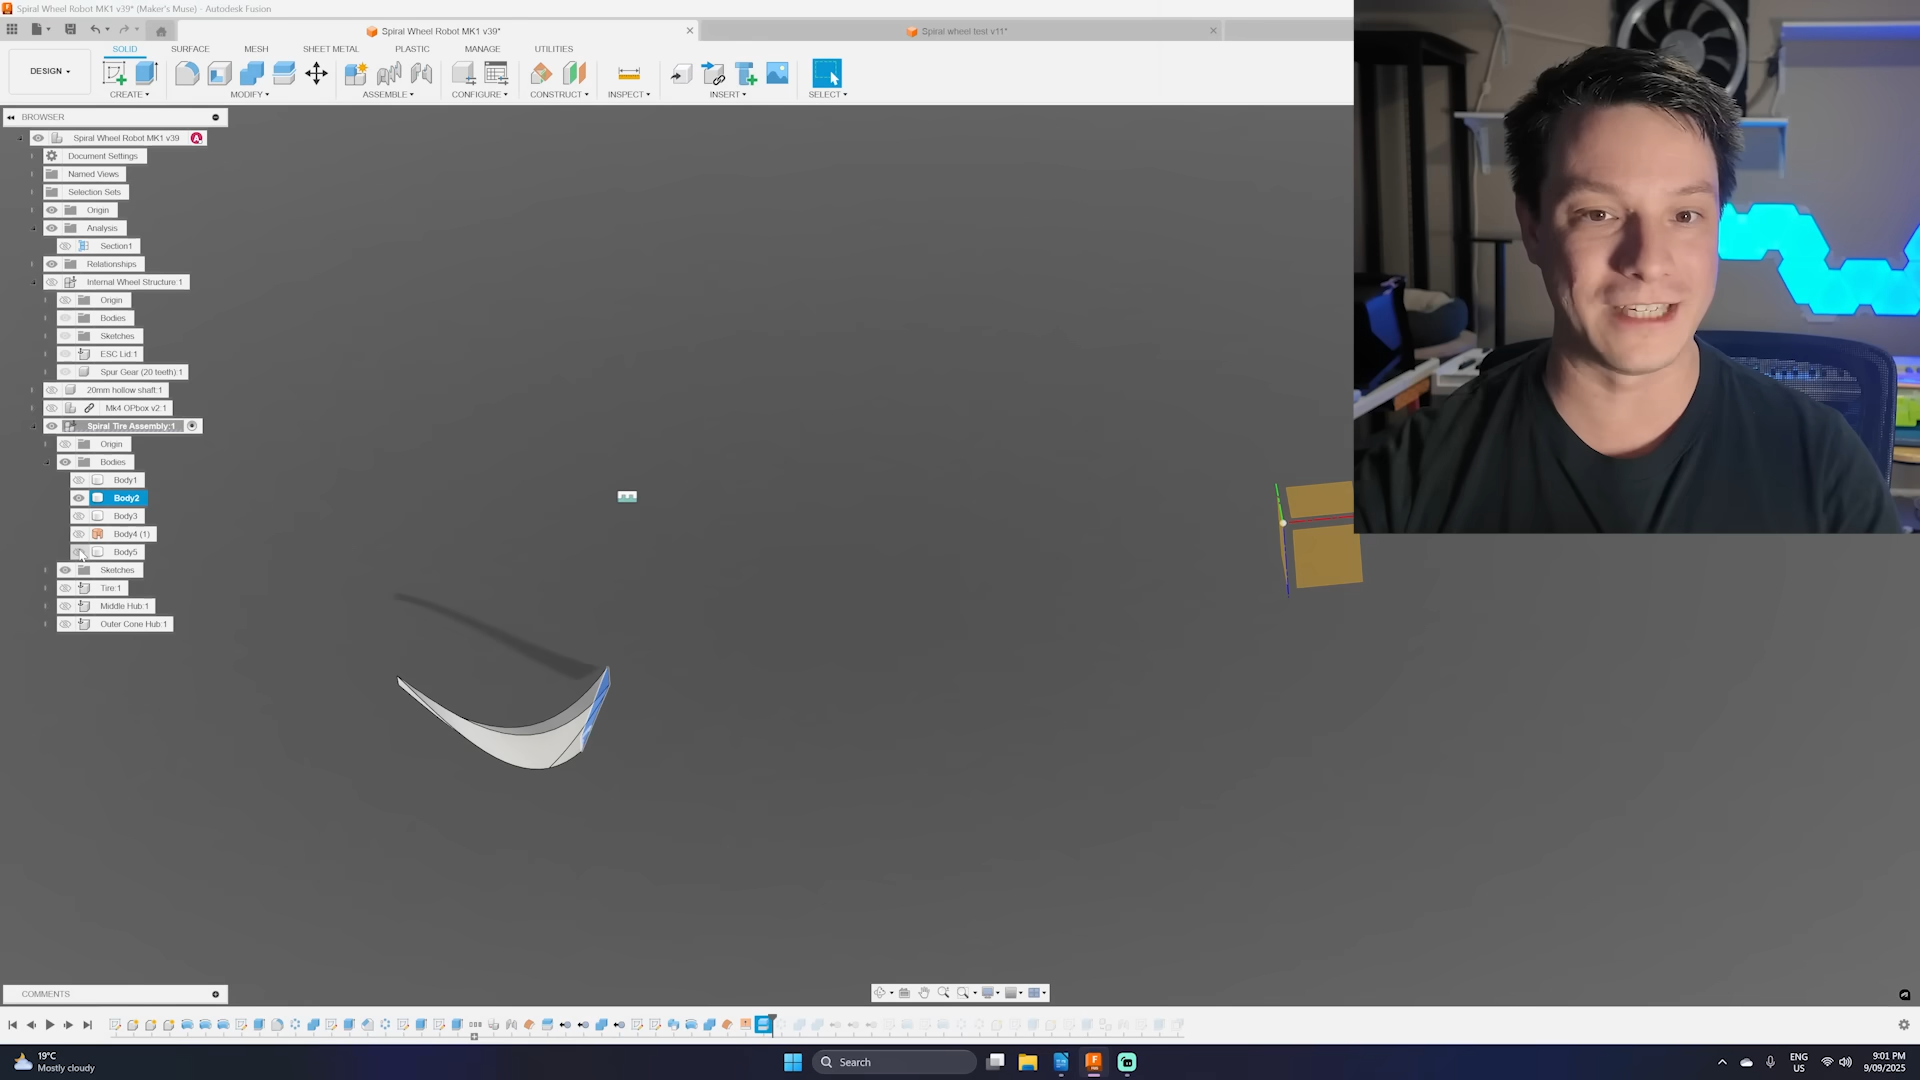 Spiral Wheel Robot MK1 v39* (Maker's Muse) - Autodesk Fusion
Spiral Wheel Robot MK1 v39*
Spiral wheel test v11*
DESIGN
SOLID SURFACE MESH SHEET METAL PLASTIC MANAGE UTILITIES
CREATE MODIFY ASSEMBLE CONFIGURE CONSTRUCT INSPECT INSERT SELECT
BROWSER
Spiral Wheel Robot MK1 v39 A
Document Settings
Named Views
Selection Sets
Origin
Analysis
Section1
Relationships
Internal Wheel Structure:1
Origin
Bodies
Sketches
ESC Lid:1
Spur Gear (20 teeth):1
20mm hollow shaft:1
Mk4 OPbox v2:1
Spiral Tire Assembly:1
Origin
Bodies
Body1
Body2
Body3
Body4 (1)
Body5
Sketches
Tire:1
Middle Hub:1
Outer Cone Hub:1
COMMENTS
19°C
Mostly cloudy
Search
ENG
US
9:01 PM
9/09/2025